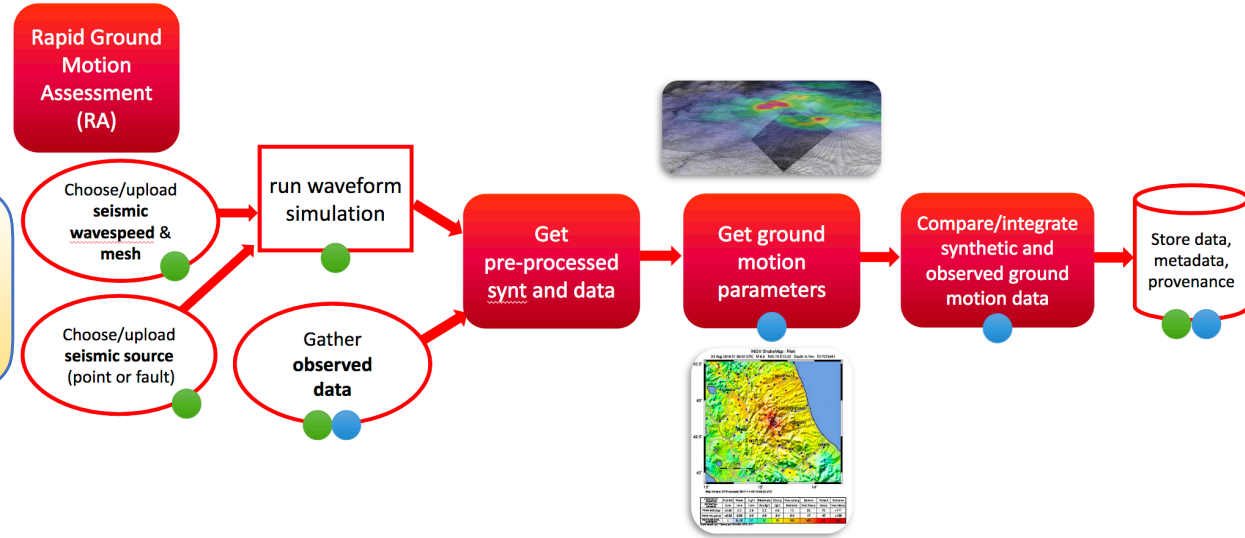 Rapid Ground
Motion
Assessment
(RA)
Choose/upload
seismic
wavespeed &
mesh
run waveform
simulation
Choose/upload
seismic source
(point or fault)
Gather
observed
data
Get
pre-processed
synt and data
Get ground
motion
parameters
Compare/integrate
synthetic and
observed ground
motion data
Store data,
metadata,
provenance